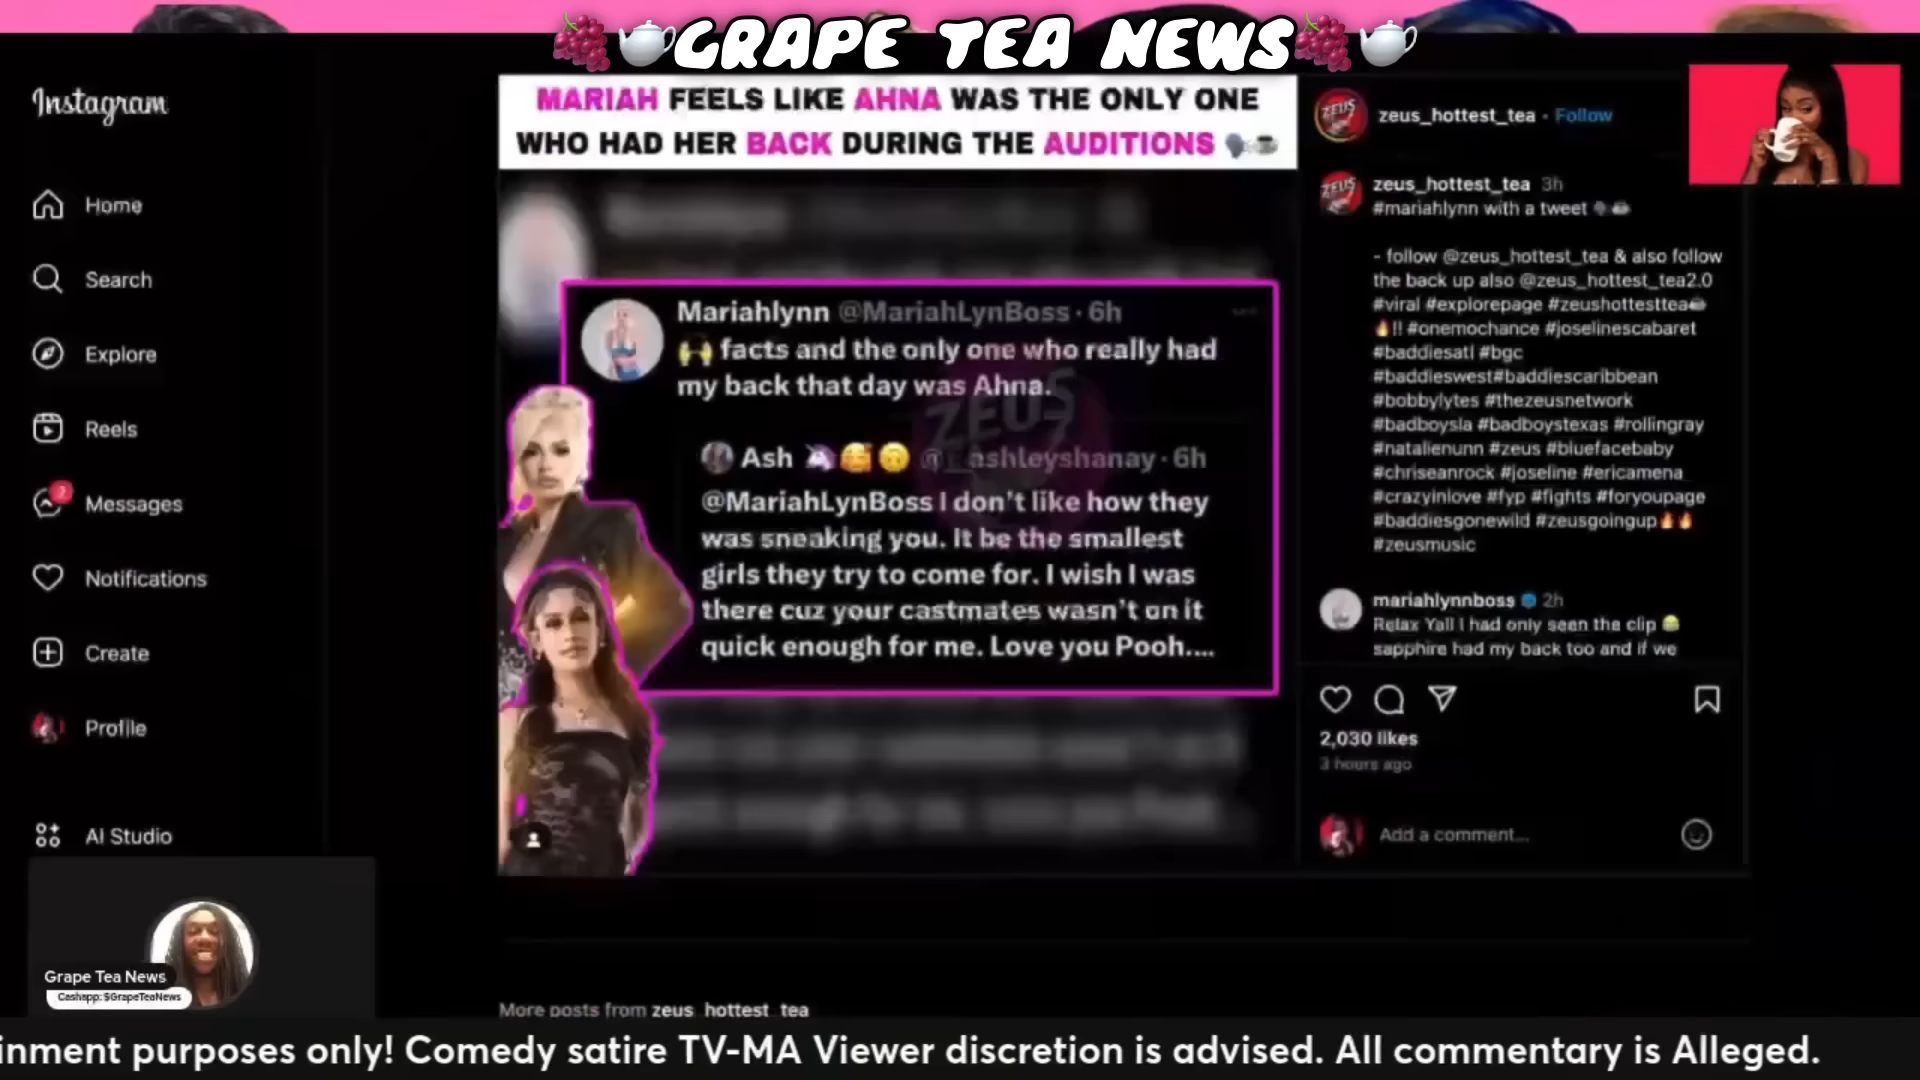 GRAPE TEA NEWS
Instagram
Home
Search
Explore
Reels
2
Messages
Notifications
Create
Profile
AI Studio
MARIAH FEELS LIKE AHNA WAS THE ONLY ONE
WHO HAD HER BACK DURING THE AUDITIONS
Mariahlynn @MariahLynBoss · 6h
🙌 facts and the only one who really had
my back that day was Ahna.
ZEUS
Ash 🦄🥰🙃 @_ashleyshanay · 6h
@MariahLynBoss I don't like how they
was sneaking you. It be the smallest
girls they try to come for. I wish I was
there cuz your castmates wasn't on it
quick enough for me. Love you Pooh....
zeus_hottest_tea · Follow
zeus_hottest_tea 3h
#mariahlynn with a tweet 🗣☕
- follow @zeus_hottest_tea & also follow
the back up also @zeus_hottest_tea2.0
#viral #explorepage #zeushottesttea☕
🔥!! #onemochance #joselinescabaret
#baddiesatl #bgc
#baddieswest#baddiescaribbean
#bobbylytes #thezeusnetwork
#badboysla #badboystexas #rollingray
#natalienunn #zeus #bluefacebaby
#chriseanrock #joseline #ericamena
#crazyinlove #fyp #fights #foryoupage
#baddiesgonewild #zeusgoingup🔥🔥
#zeusmusic
mariahlynnboss 2h
Relax Yall I had only seen the clip 😂
sapphire had my back too and if we
2,030 likes
3 hours ago
Add a comment...
Grape Tea News
Cashapp: $GrapeTeaNews
More posts from zeus_hottest_tea
inment purposes only! Comedy satire TV-MA Viewer discretion is advised. All commentary is Alleged.